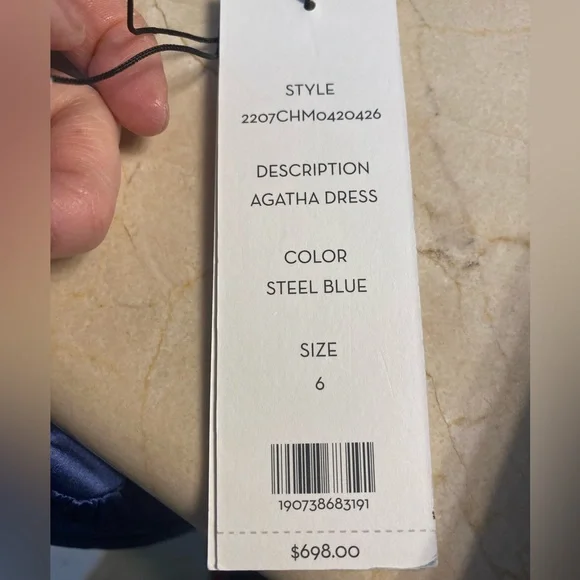 STYLE
2207CHM0420426
DESCRIPTION
AGATHA DRESS
COLOR
STEEL BLUE
SIZE
6
190738683191
$698.00